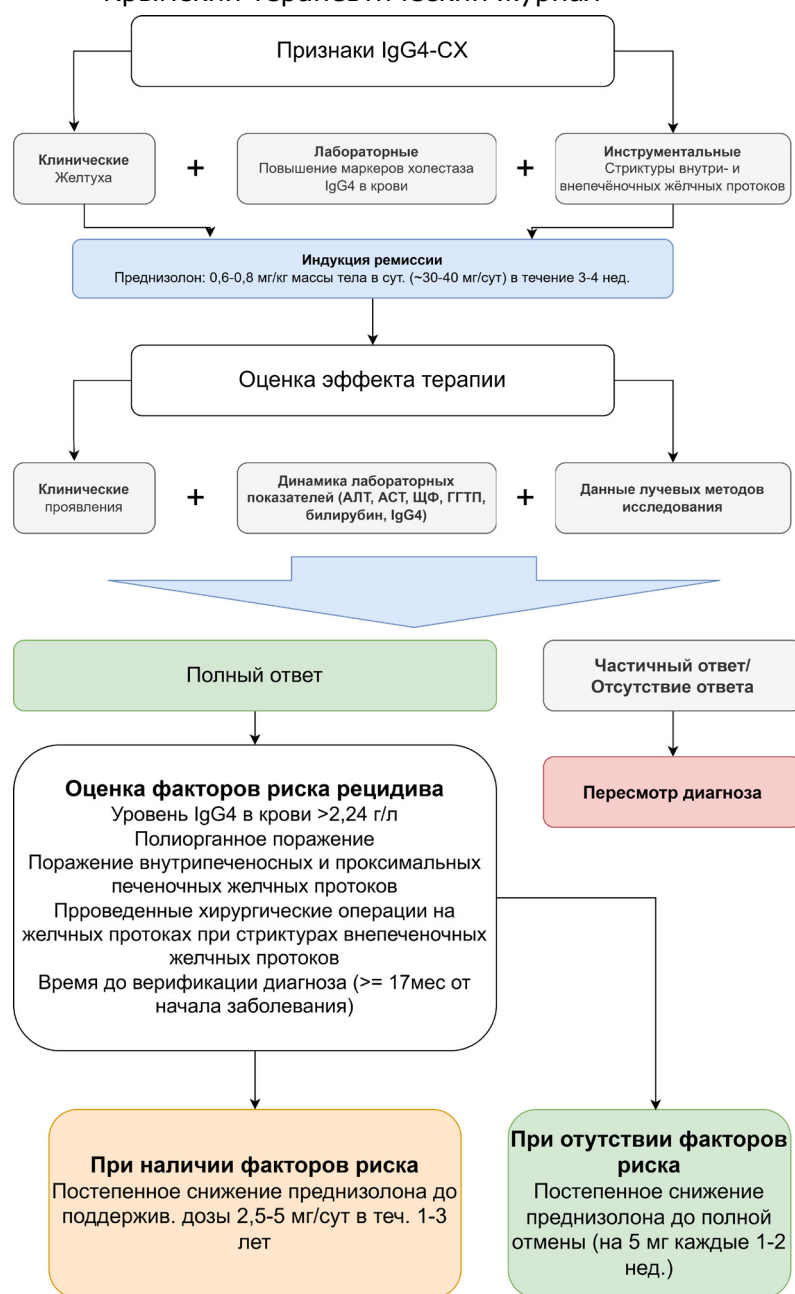 Крымский терапевтический журнал
Признаки IgG4-СХ
Клинические
Желтуха
+
Лабораторные
Повышение маркеров холестаза
IgG4 в крови
+
Инструментальные
Стриктуры внутри- и
внепечёночных жёлчных протоков
Индукция ремиссии
Преднизолон: 0,6-0,8 мг/кг массы тела в сут. (~30-40 мг/сут) в течение 3-4 нед.
Оценка эффекта терапии
Клинические
проявления
+
Динамика лабораторных
показателей (АЛТ, АСТ, ЩФ, ГГТП,
билирубин, IgG4)
+
Данные лучевых методов
исследования
Полный ответ
Частичный ответ/
Отсутствие ответа
Пересмотр диагноза
Оценка факторов риска рецидива
Уровень IgG4 в крови >2,24 г/л
Полиорганное поражение
Поражение внутрипеченосных и проксимальных
печеночных желчных протоков
Прроведенные хирургические операции на
желчных протоках при стриктурах внепеченочных
желчных протоков
Время до верификации диагноза (>= 17мес от
начала заболевания)
При наличии факторов риска
Постепенное снижение преднизолона до
поддержив. дозы 2,5-5 мг/сут в теч. 1-3
лет
При отутствии факторов
риска
Постепенное снижение
преднизолона до полной
отмены (на 5 мг каждые 1-2
нед.)